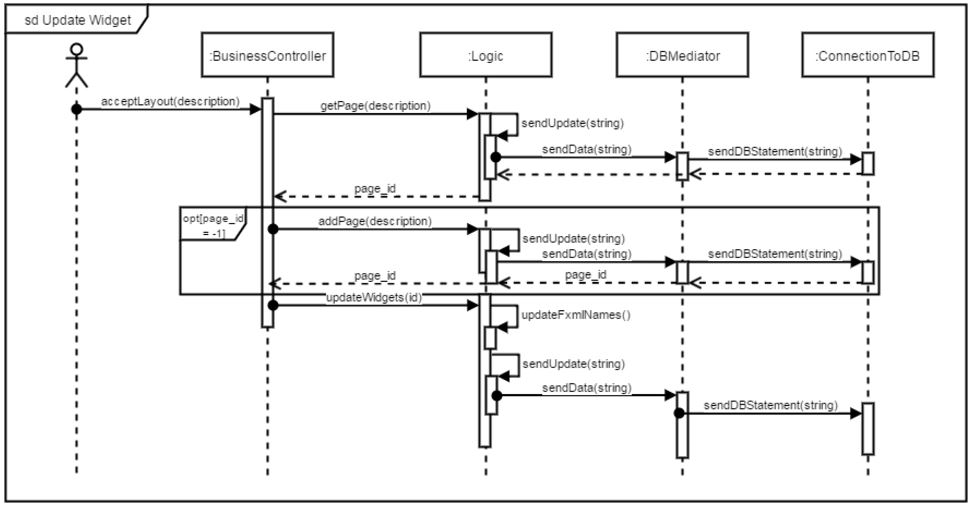 sd Update Widget
:BusinessController
:Logic
:DBMediator
:ConnectionToDB
acceptLayout(description)
getPage(description)
sendUpdate(string)
sendData(string)
sendDBStatement(string)
page_id
opt[page_id
= -1]
addPage(description)
sendUpdate(string)
sendData(string)
sendDBStatement(string)
page_id
page_id
updateWidgets(id)
updateFxmlNames()
sendUpdate(string)
sendData(string)
sendDBStatement(string)